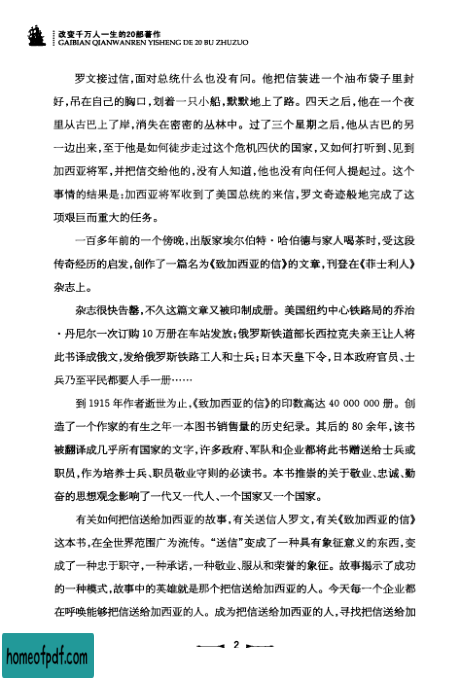 改变千万人一生的20部著作
GAIBIAN QIANWANREN YISHENG DE 20 BU ZHUZUO
罗文接过信,面对总统什么也没有问。他把信装进一个油布袋子里封
好,吊在自己的胸口,划着一只小船,默默地上了路。四天之后,他在一个夜
里从古巴上了岸,消失在密密的丛林中。过了三个星期之后,他从古巴的另
一边出来,至于他是如何徒步走过这个危机四伏的国家,又如何打听到、见到
加西亚将军,并把信交给他的,没有人知道,他也没有向任何人提起过。这个
事情的结果是:加西亚将军收到了美国总统的来信,罗文奇迹般地完成了这
项艰巨而重大的任务。
一百多年前的一个傍晚,出版家埃尔伯特·哈伯德与家人喝茶时,受这段
传奇经历的启发,创作了一篇名为《致加西亚的信》的文章,刊登在《菲士利人》
杂志上。
杂志很快告罄,不久这篇文章又被印制成册。美国纽约中心铁路局的乔治
·丹尼尔一次订购10万册在车站发放;俄罗斯铁道部长西拉克夫亲王让人将
此书译成俄文,发给俄罗斯铁路工人和士兵;日本天皇下令,日本政府官员、士
兵乃至平民都要人手一册……
到1915年作者逝世为止,《致加西亚的信》的印数高达40 000 000册。创
造了一个作家的有生之年一本图书销售量的历史纪录。其后的80余年,该书
被翻译成几乎所有国家的文字,许多政府、军队和企业都将此书赠送给士兵或
职员,作为培养士兵、职员敬业守则的必读书。本书推崇的关于敬业、忠诚、勤
奋的思想观念影响了一代又一代人、一个国家又一个国家。
有关如何把信送给加西亚的故事,有关送信人罗文,有关《致加西亚的信》
这本书,在全世界范围广为流传。“送信”变成了一种具有象征意义的东西,变
成了一种忠于职守,一种承诺,一种敬业、服从和荣誉的象征。故事揭示了成功
的一种模式,故事中的英雄就是那个把信送给加西亚的人。今天每一个企业都
在呼唤能够把信送给加西亚的人。成为把信送给加西亚的人,寻找把信送给加
2
homeofpdf.com